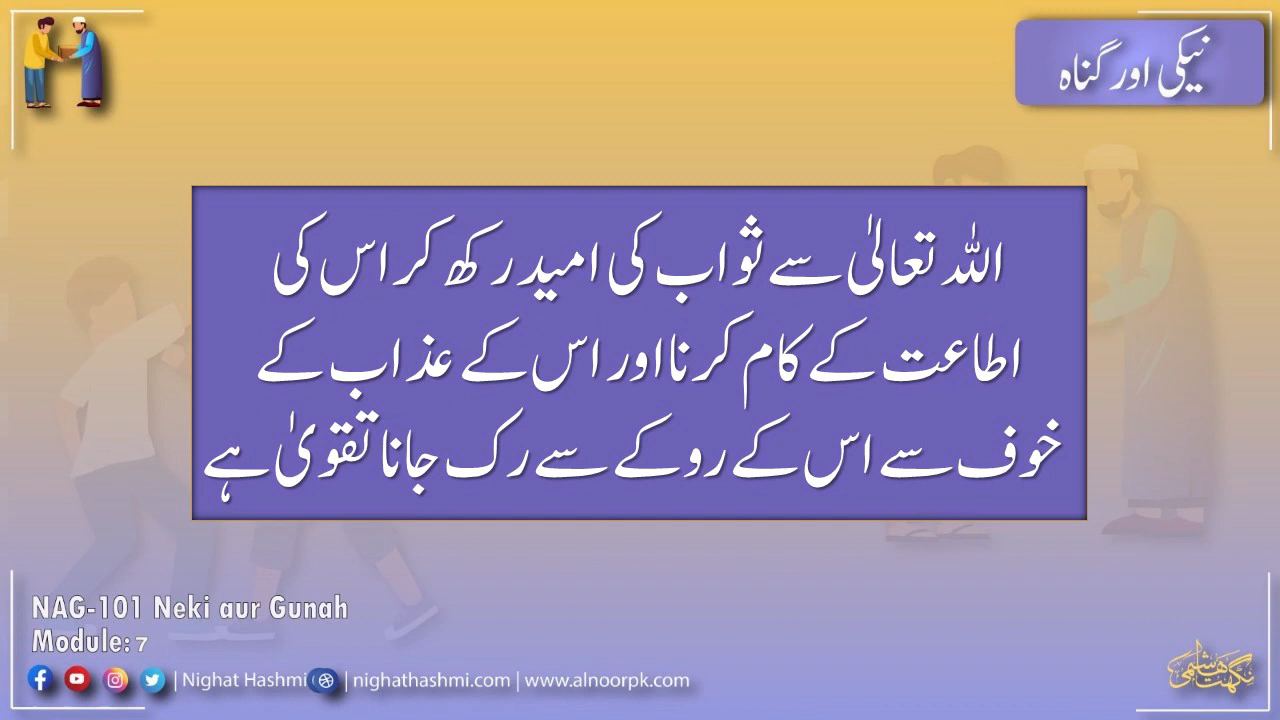 نیکی اور گناہ
اللہ تعالیٰ سے ثواب کی امید رکھ کر اس کی
اطاعت کے کام کرنا اور اس کے عذاب کے
خوف سے اس کے روکے سے رک جانا تقویٰ ہے
NAG-101 Neki aur Gunah
Module: 7
| Nighat Hashmi | nighathashmi.com | www.alnoorpk.com
نگہت ہاشمی